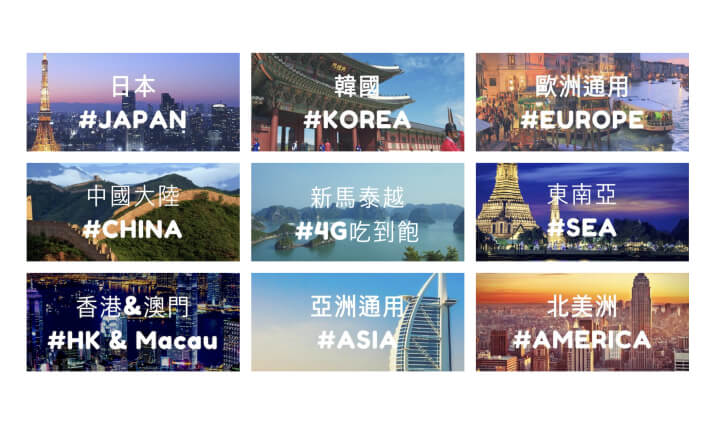 日本
#JAPAN
韓國
#KOREA
歐洲通用
#EUROPE
中國大陸
#CHINA
新馬泰越
#4G吃到飽
東南亞
#SEA
香港&澳門
#HK & Macau
亞洲通用
#ASIA
北美洲
#AMERICA